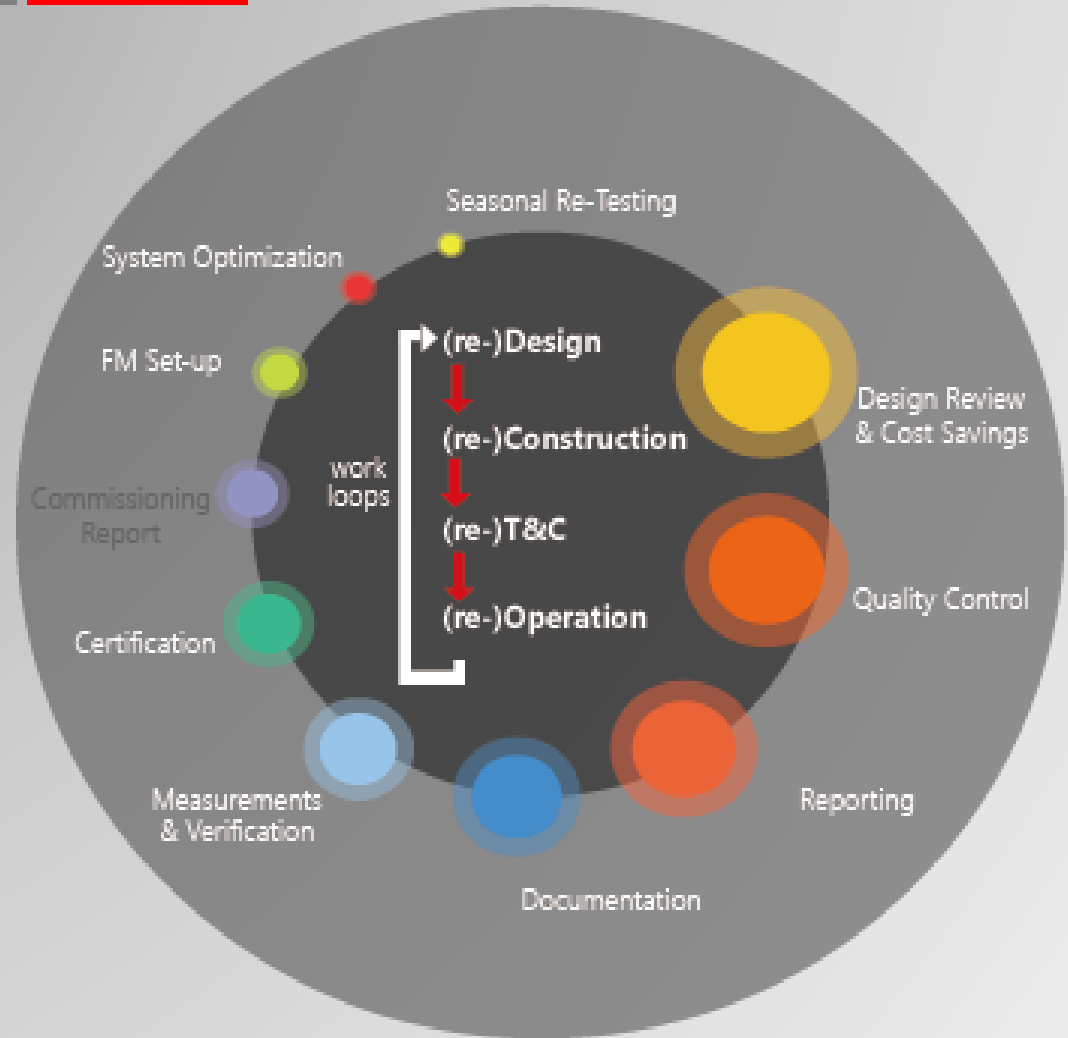 Seasonal Re-Testing
System Optimization
FM Set-up
Commissioning
Report
Certification
Measurements
& Verification
Documentation
Reporting
Quality Control
Design Review
& Cost Savings
work
loops
(re-)Design
(re-)Construction
(re-)T&C
(re-)Operation